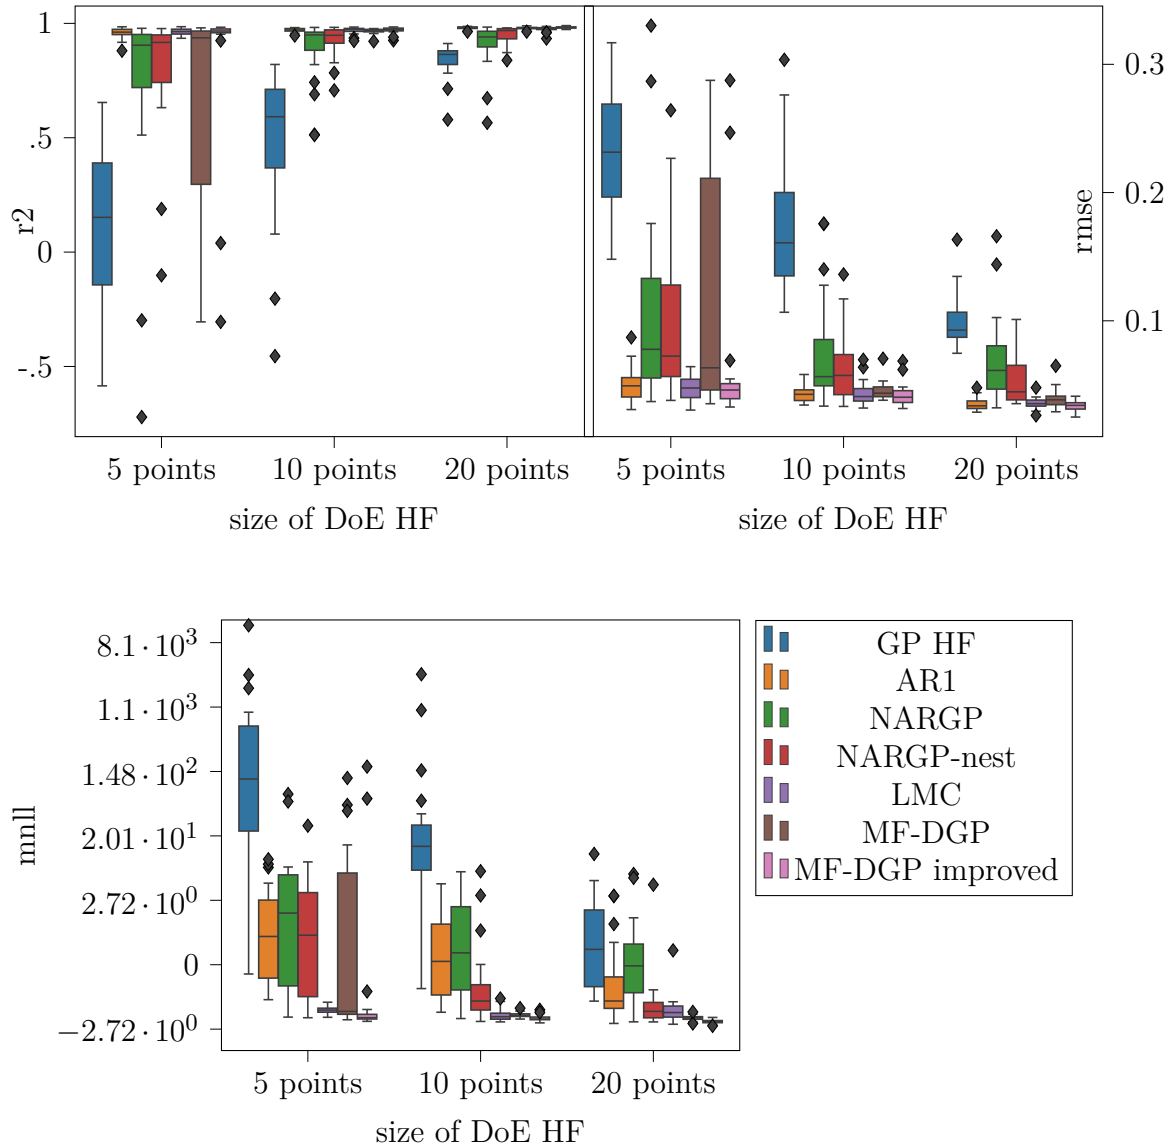 1
.5
0
-.5
r2
5 points
10 points
20 points
size of DoE HF
0.3
0.2
0.1
rmse
5 points
10 points
20 points
size of DoE HF
8.1 · 10³
1.1 · 10³
1.48 · 10²
2.01 · 10¹
2.72 · 10⁰
0
−2.72 · 10⁰
mnll
5 points
10 points
20 points
size of DoE HF
GP HF
AR1
NARGP
NARGP-nest
LMC
MF-DGP
MF-DGP improved